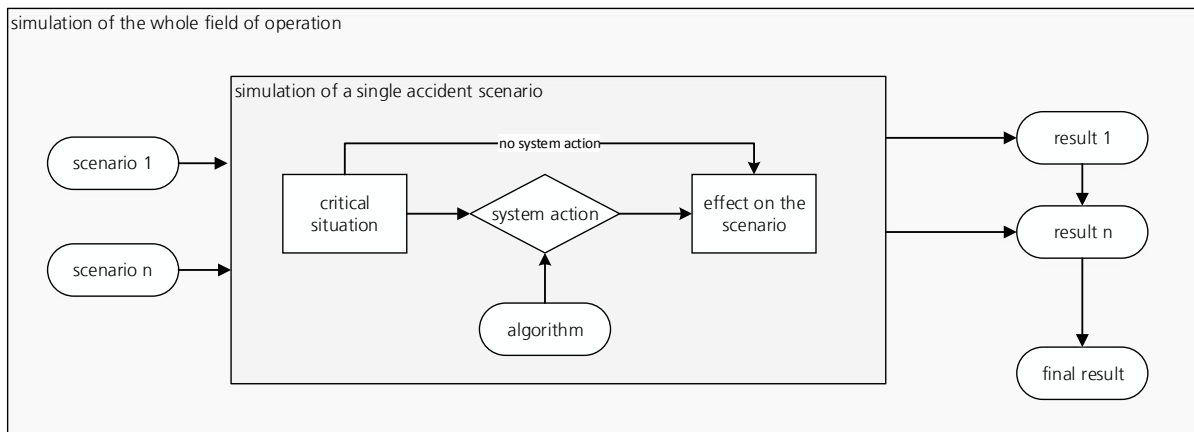 simulation of the whole field of operation
simulation of a single accident scenario
scenario 1
scenario n
no system action
critical
situation
system action
effect on the
scenario
algorithm
result 1
result n
final result